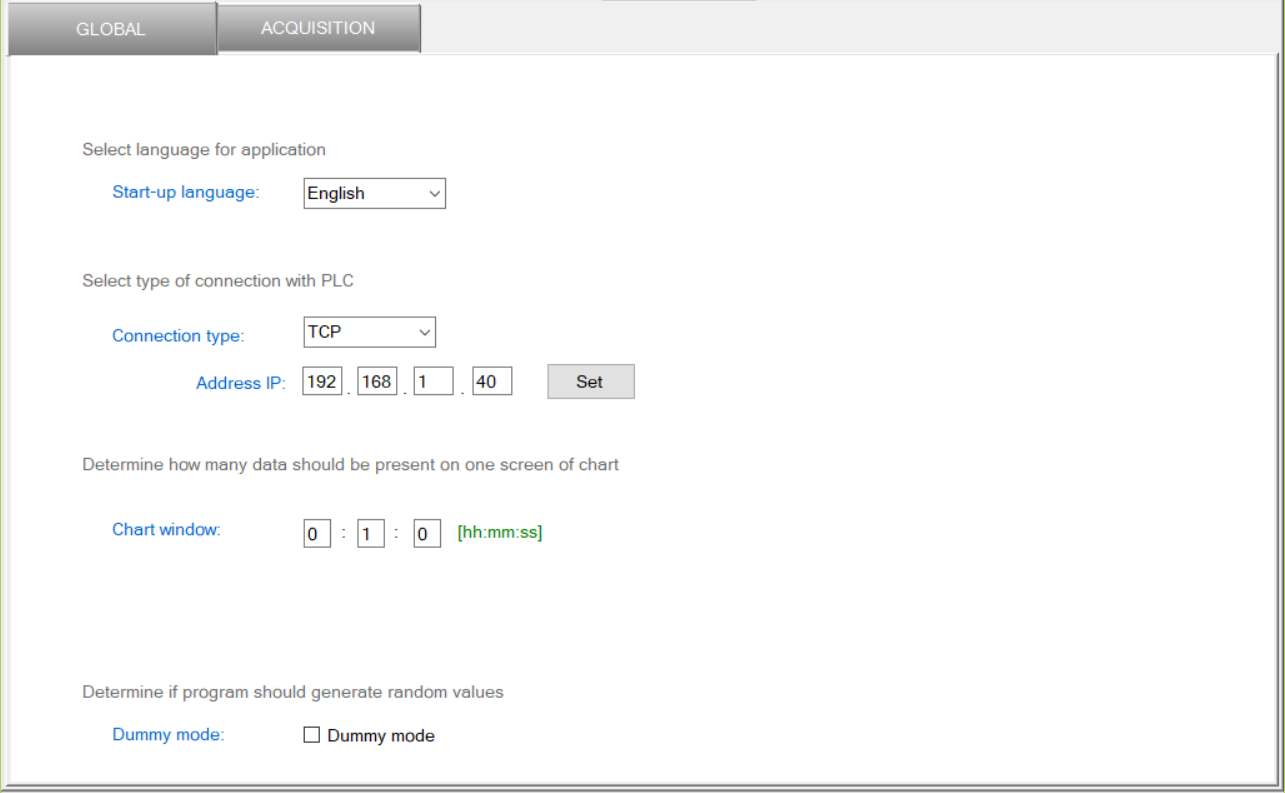 GLOBAL ACQUISITION
Select language for application
Start-up language: English
Select type of connection with PLC
Connection type: TCP
Address IP: 192 . 168 . 1 . 40 Set
Determine how many data should be present on one screen of chart
Chart window: 0 : 1 : 0 [hh:mm:ss]
Determine if program should generate random values
Dummy mode: Dummy mode